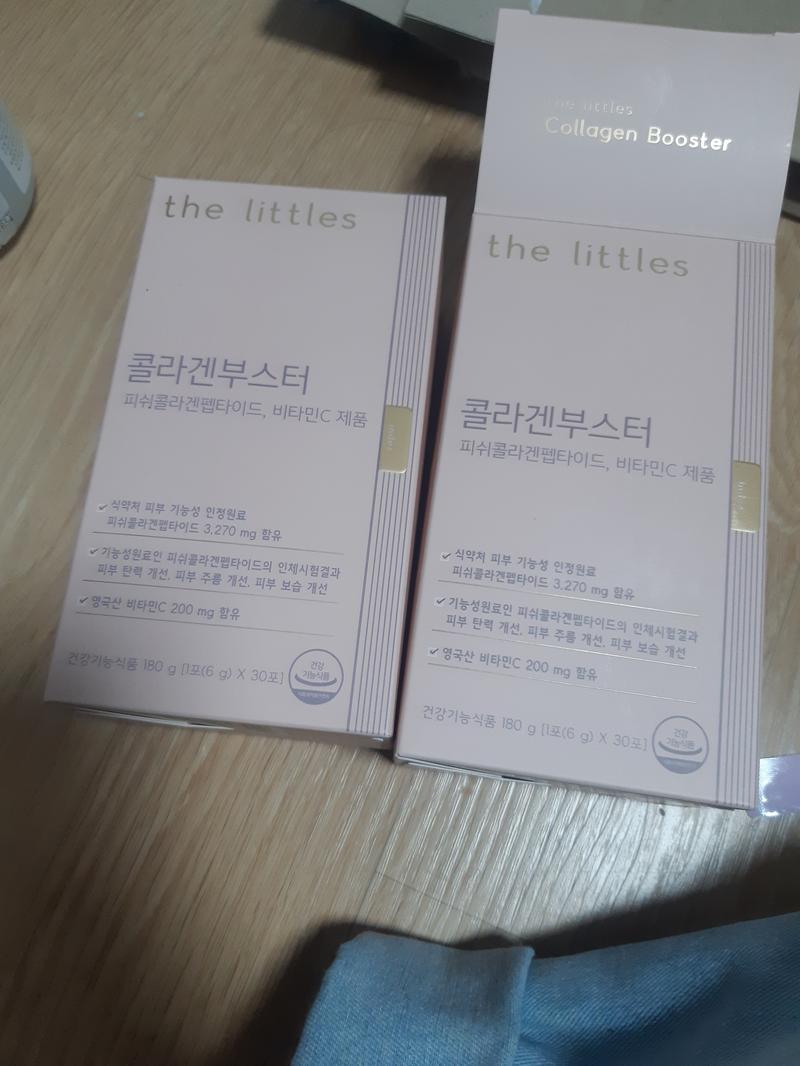 the littles
콜라겐부스터
피쉬콜라겐펩타이드, 비타민C 제품
식약처 피부 기능성 인정원료
피쉬콜라겐펩타이드 3,270 mg 함유
기능성원료인 피쉬콜라겐펩타이드의 인체시험결과
피부 탄력 개선, 피부 주름 개선, 피부 보습 개선
영국산 비타민C 200 mg 함유
건강기능식품 180 g [1포(6 g) X 30포]
건강
기능식품
the littles
Collagen Booster
the littles
콜라겐부스터
피쉬콜라겐펩타이드, 비타민C 제품
식약처 피부 기능성 인정원료
피쉬콜라겐펩타이드 3,270 mg 함유
기능성원료인 피쉬콜라겐펩타이드의 인체시험결과
피부 탄력 개선, 피부 주름 개선, 피부 보습 개선
영국산 비타민C 200 mg 함유
건강기능식품 180 g [1포(6 g) X 30포]
건강
기능식품